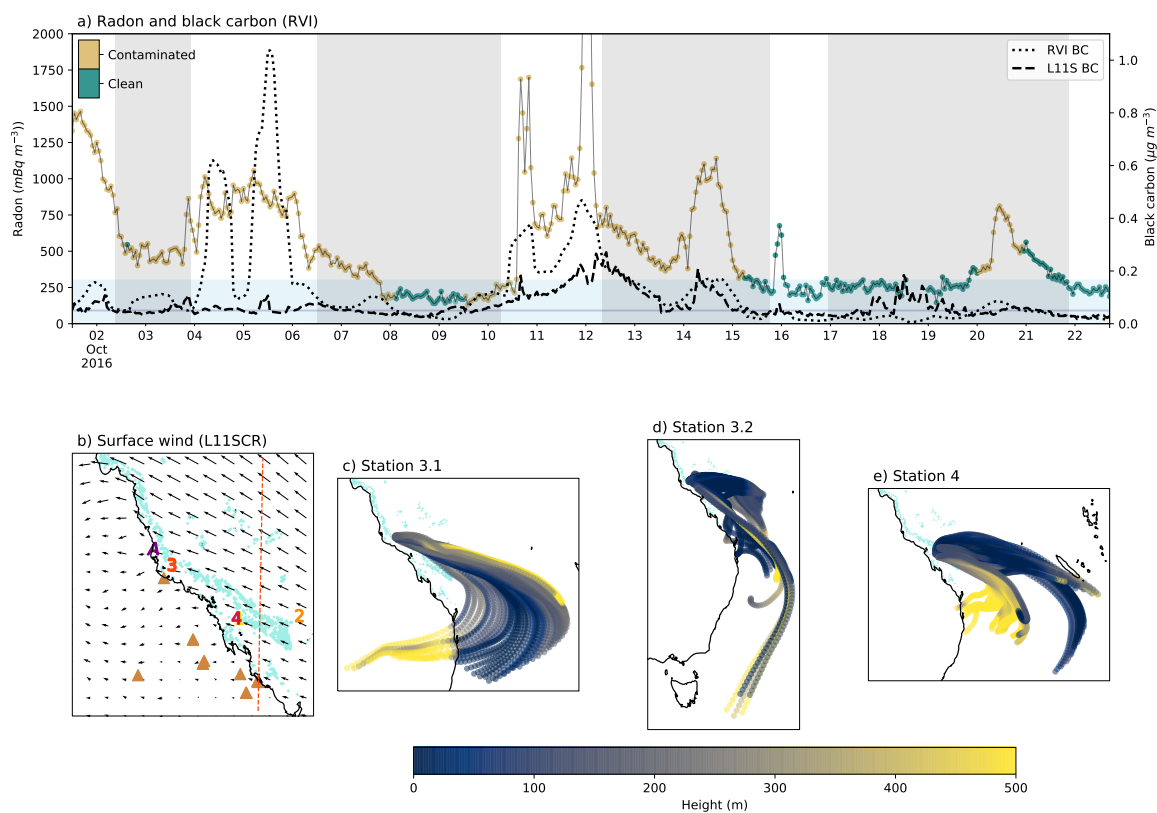 a) Radon and black carbon (RVI)
2000
1750
1500
1250
1000
750
500
250
0
Radon (mBq m⁻³))
Contaminated
Clean
RVI BC
L11S BC
1.0
0.8
0.6
0.4
0.2
0.0
Black carbon (μg m⁻³)
02 03 04 05 06 07 08 09 10 11 12 13 14 15 16 17 18 19 20 21 22
Oct
2016
b) Surface wind (L11SCR)
A
3
4
2
c) Station 3.1
d) Station 3.2
e) Station 4
0 100 200 300 400 500
Height (m)